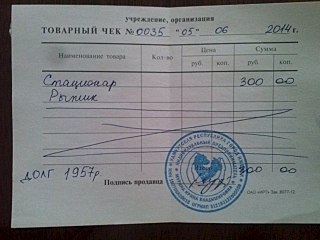 учреждение, организация
ТОВАРНЫЙ ЧЕК № 0035 "05" 06 2014 г.
Наименование товара Кол-во Цена Сумма
руб. коп. руб. коп.
Стационар 300 00
Рыжик
300 00
ДОЛГ 1957р
Подпись продавца